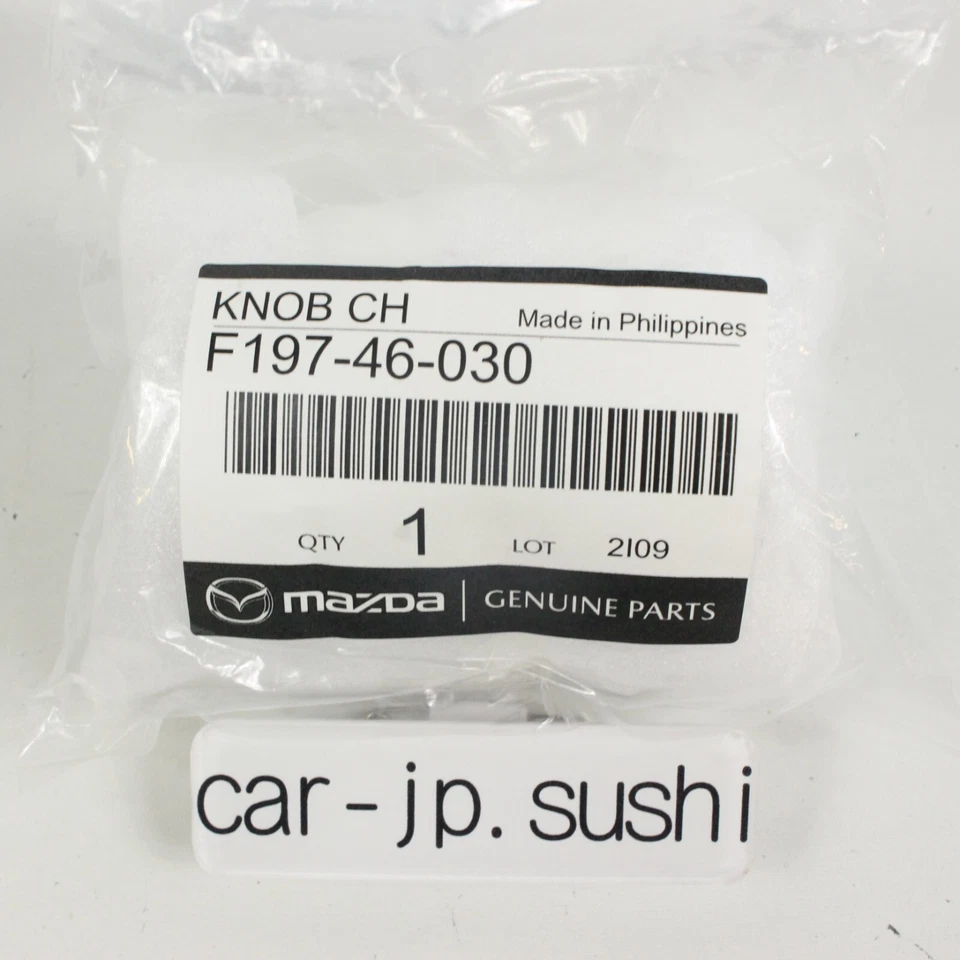 KNOB CH
Made in Philippines
F197-46-030
QTY 1 LOT 2I09
mazda GENUINE PARTS
car-jp.sushi